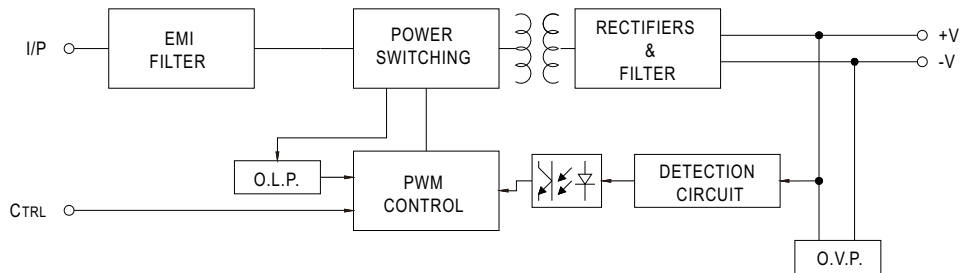 I/P
EMI
FILTER
POWER
SWITCHING
RECTIFIERS
&
FILTER
+V
-V
O.L.P.
PWM
CONTROL
DETECTION
CIRCUIT
CTRL
O.V.P.